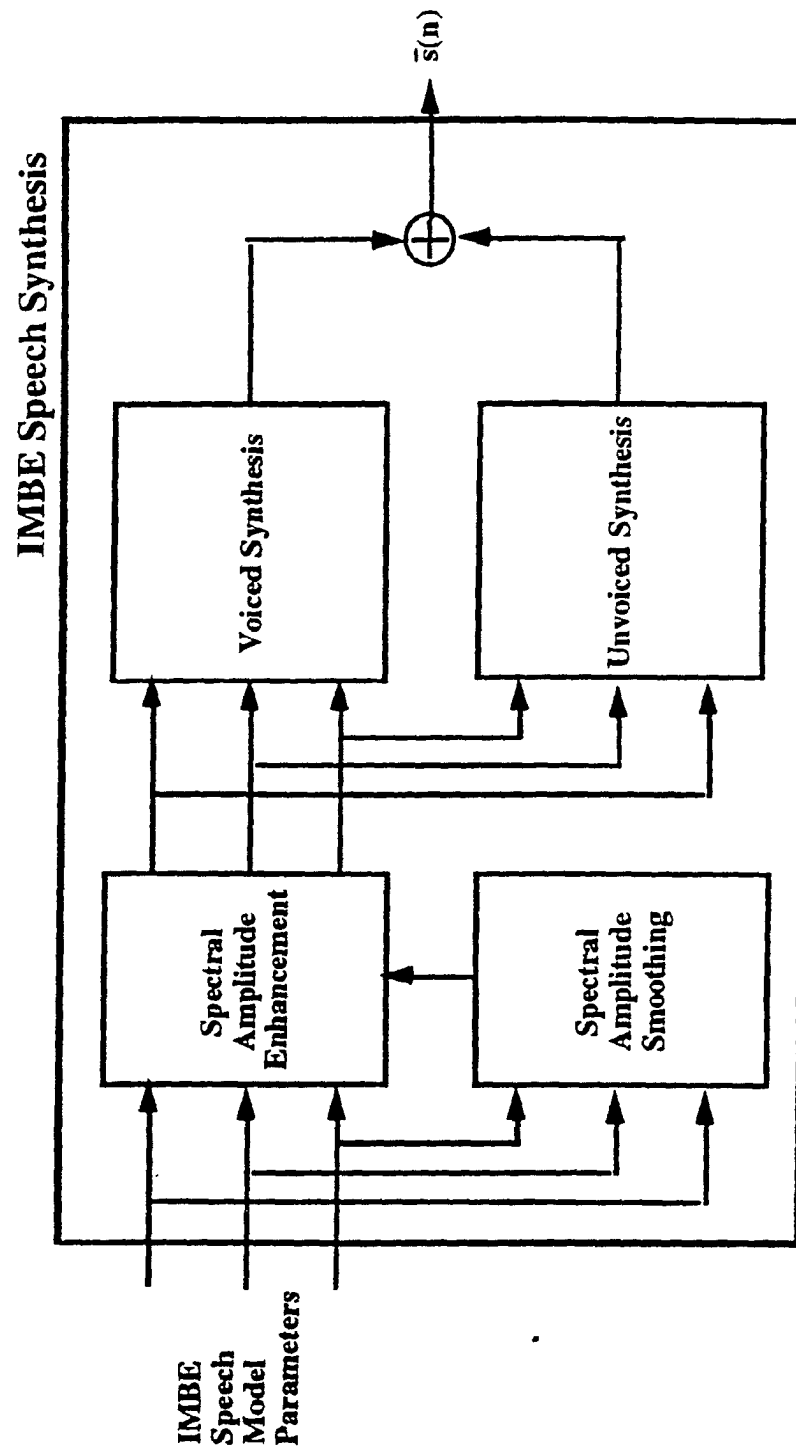 IMBE Speech Synthesis
IMBE
Speech
Model
Parameters
Spectral
Amplitude
Enhancement
Spectral
Amplitude
Smoothing
Voiced Synthesis
Unvoiced Synthesis
+
s̄(n)